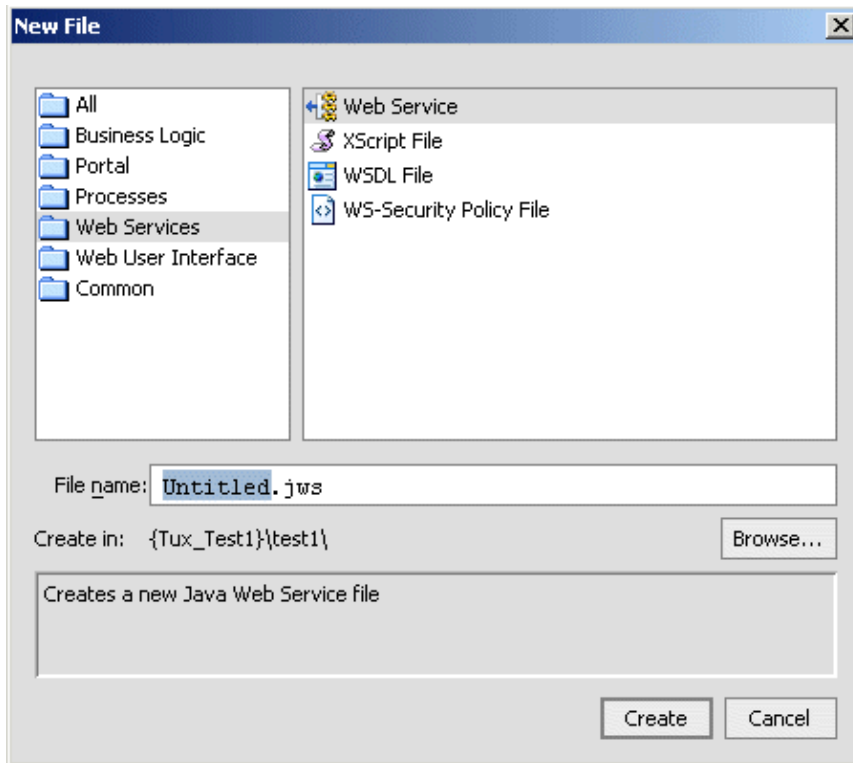 New File
All
Business Logic
Portal
Processes
Web Services
Web User Interface
Common
Web Service
XScript File
WSDL File
WS-Security Policy File
File name: Untitled.jws
Create in: {Tux_Test1}\test1\ Browse...
Creates a new Java Web Service file
Create Cancel